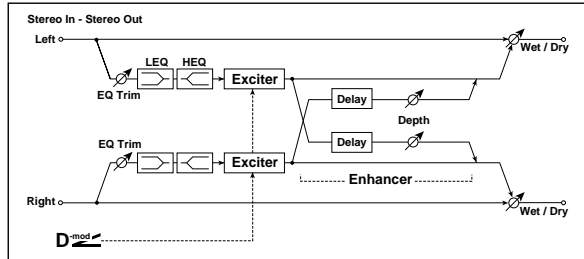 Stereo In - Stereo Out
Left
Wet / Dry
LEQ
HEQ
EQ Trim
Exciter
Delay
Depth
EQ Trim
Delay
Exciter
Enhancer
Right
Wet / Dry
D-mod